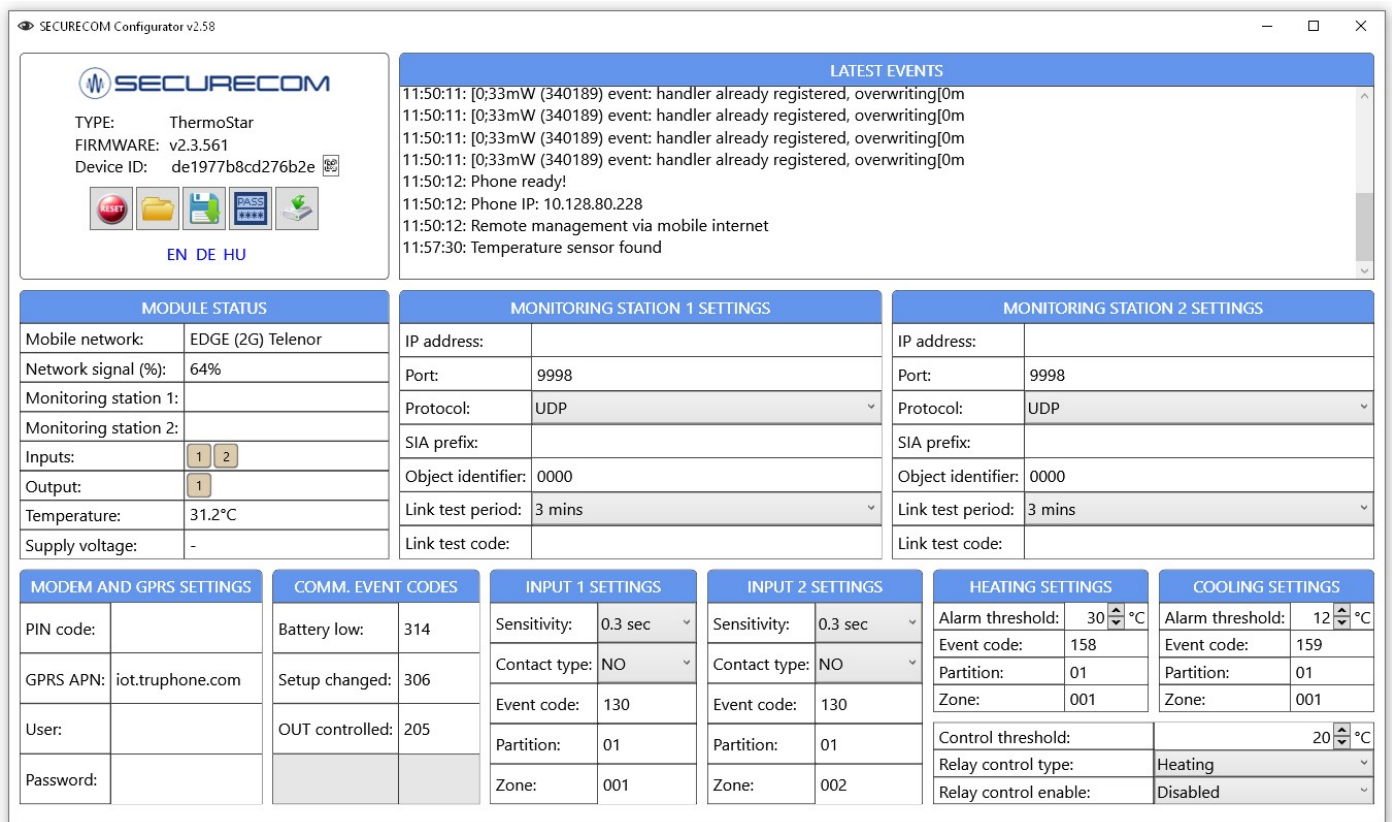 SECURECOM Configurator v2.58
SECURECOM
TYPE: ThermoStar
FIRMWARE: v2.3.561
Device ID: de1977b8cd276b2e
RESET
PASS
****
EN DE HU
LATEST EVENTS
11:50:11: [0;33mW (340189) event: handler already registered, overwriting[0m
11:50:11: [0;33mW (340189) event: handler already registered, overwriting[0m
11:50:11: [0;33mW (340189) event: handler already registered, overwriting[0m
11:50:11: [0;33mW (340189) event: handler already registered, overwriting[0m
11:50:12: Phone ready!
11:50:12: Phone IP: 10.128.80.228
11:50:12: Remote management via mobile internet
11:57:30: Temperature sensor found
MODULE STATUS
Mobile network: EDGE (2G) Telenor
Network signal (%): 64%
Monitoring station 1:
Monitoring station 2:
Inputs: 1 2
Output: 1
Temperature: 31.2°C
Supply voltage: -
MONITORING STATION 1 SETTINGS
IP address:
Port: 9998
Protocol: UDP
SIA prefix:
Object identifier: 0000
Link test period: 3 mins
Link test code:
MONITORING STATION 2 SETTINGS
IP address:
Port: 9998
Protocol: UDP
SIA prefix:
Object identifier: 0000
Link test period: 3 mins
Link test code:
MODEM AND GPRS SETTINGS
PIN code:
GPRS APN: iot.truphone.com
User:
Password:
COMM. EVENT CODES
Battery low: 314
Setup changed: 306
OUT controlled: 205
INPUT 1 SETTINGS
Sensitivity: 0.3 sec
Contact type: NO
Event code: 130
Partition: 01
Zone: 001
INPUT 2 SETTINGS
Sensitivity: 0.3 sec
Contact type: NO
Event code: 130
Partition: 01
Zone: 002
HEATING SETTINGS
Alarm threshold: 30 °C
Event code: 158
Partition: 01
Zone: 001
COOLING SETTINGS
Alarm threshold: 12 °C
Event code: 159
Partition: 01
Zone: 001
Control threshold: 20 °C
Relay control type: Heating
Relay control enable: Disabled